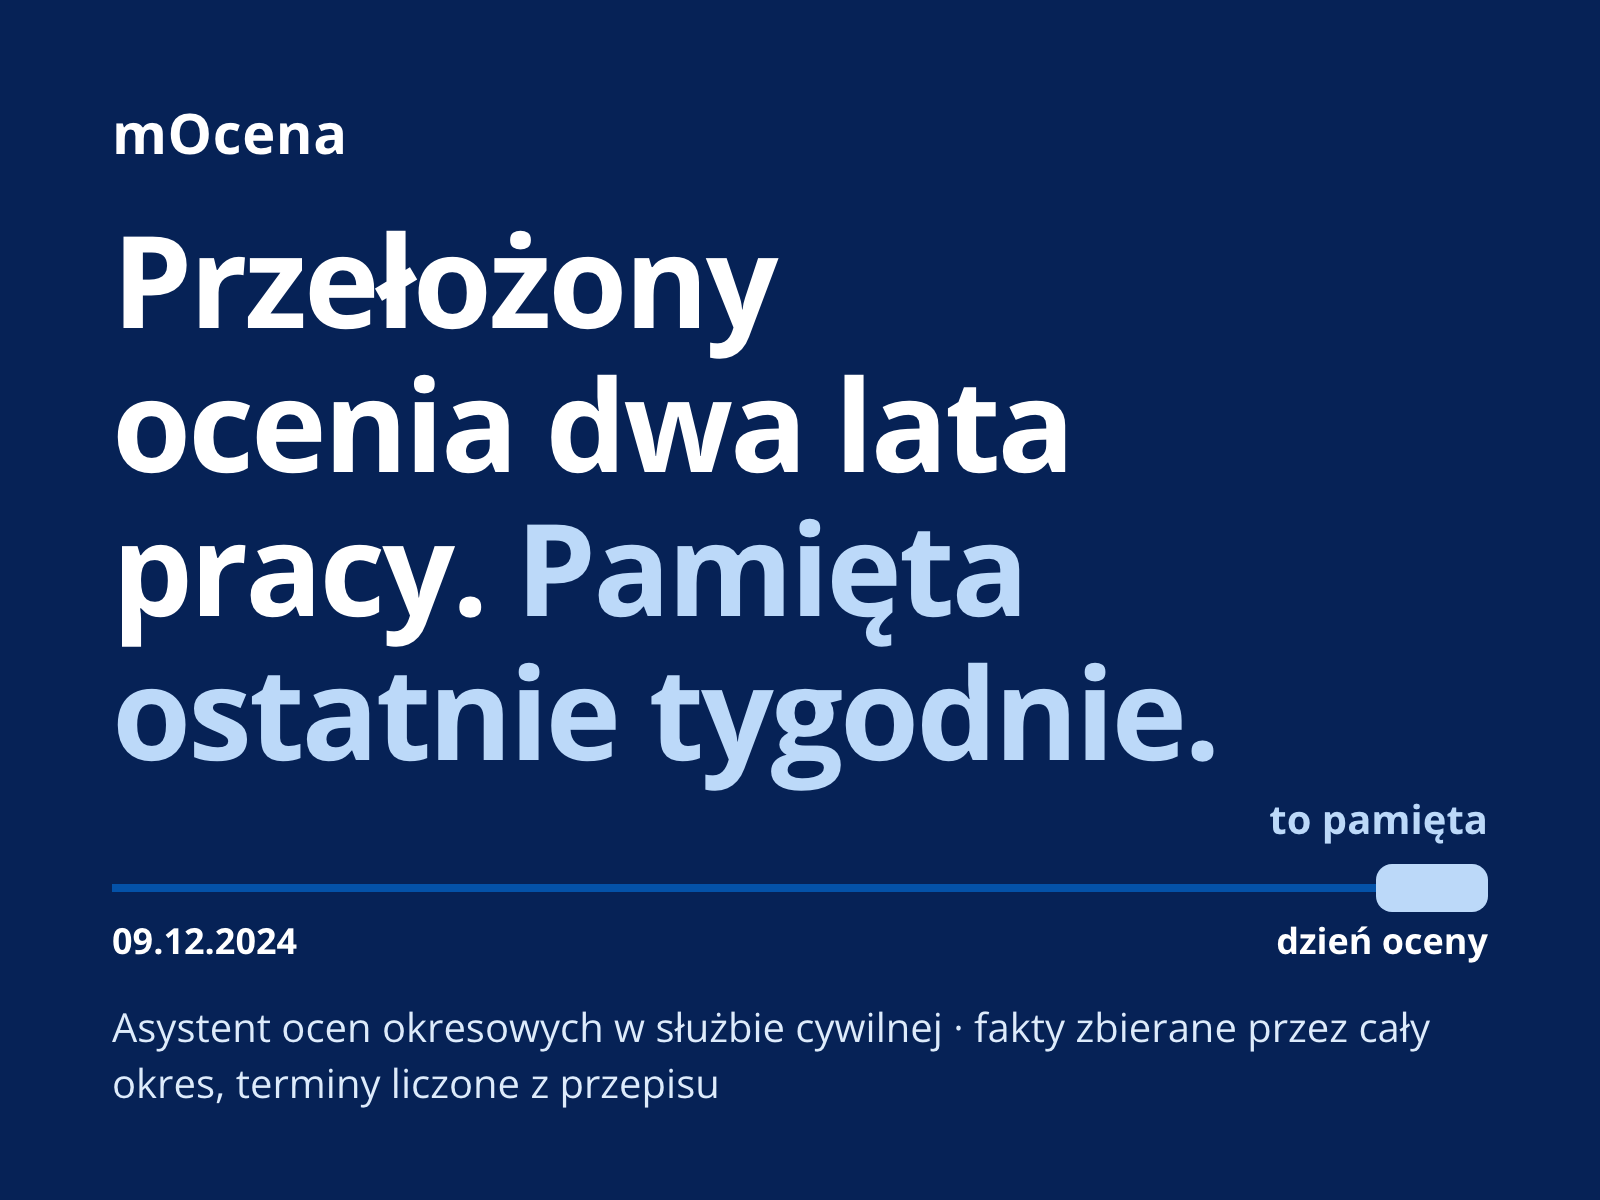 mOcena
Przełożony
ocenia dwa lata
pracy. Pamięta
ostatnie tygodnie.
to pamięta
09.12.2024
dzień oceny
Asystent ocen okresowych w służbie cywilnej · fakty zbierane przez cały
okres, terminy liczone z przepisu